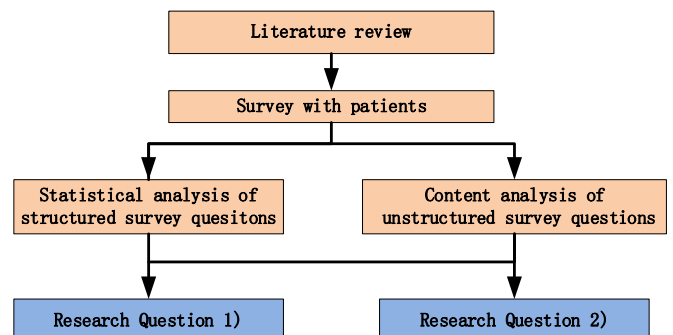 Literature review
Survey with patients
Statistical analysis of
structured survey quesitons
Content analysis of
unstructured survey questions
Research Question 1)
Research Question 2)